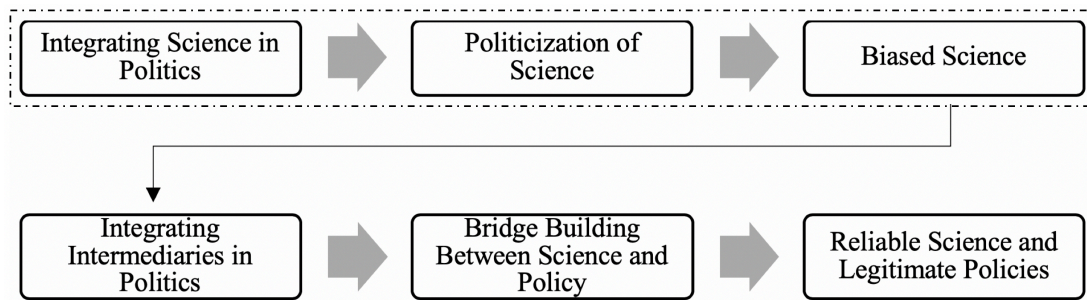 Integrating Science in
Politics
Politicization of
Science
Biased Science
Integrating
Intermediaries in
Politics
Bridge Building
Between Science and
Policy
Reliable Science and
Legitimate Policies